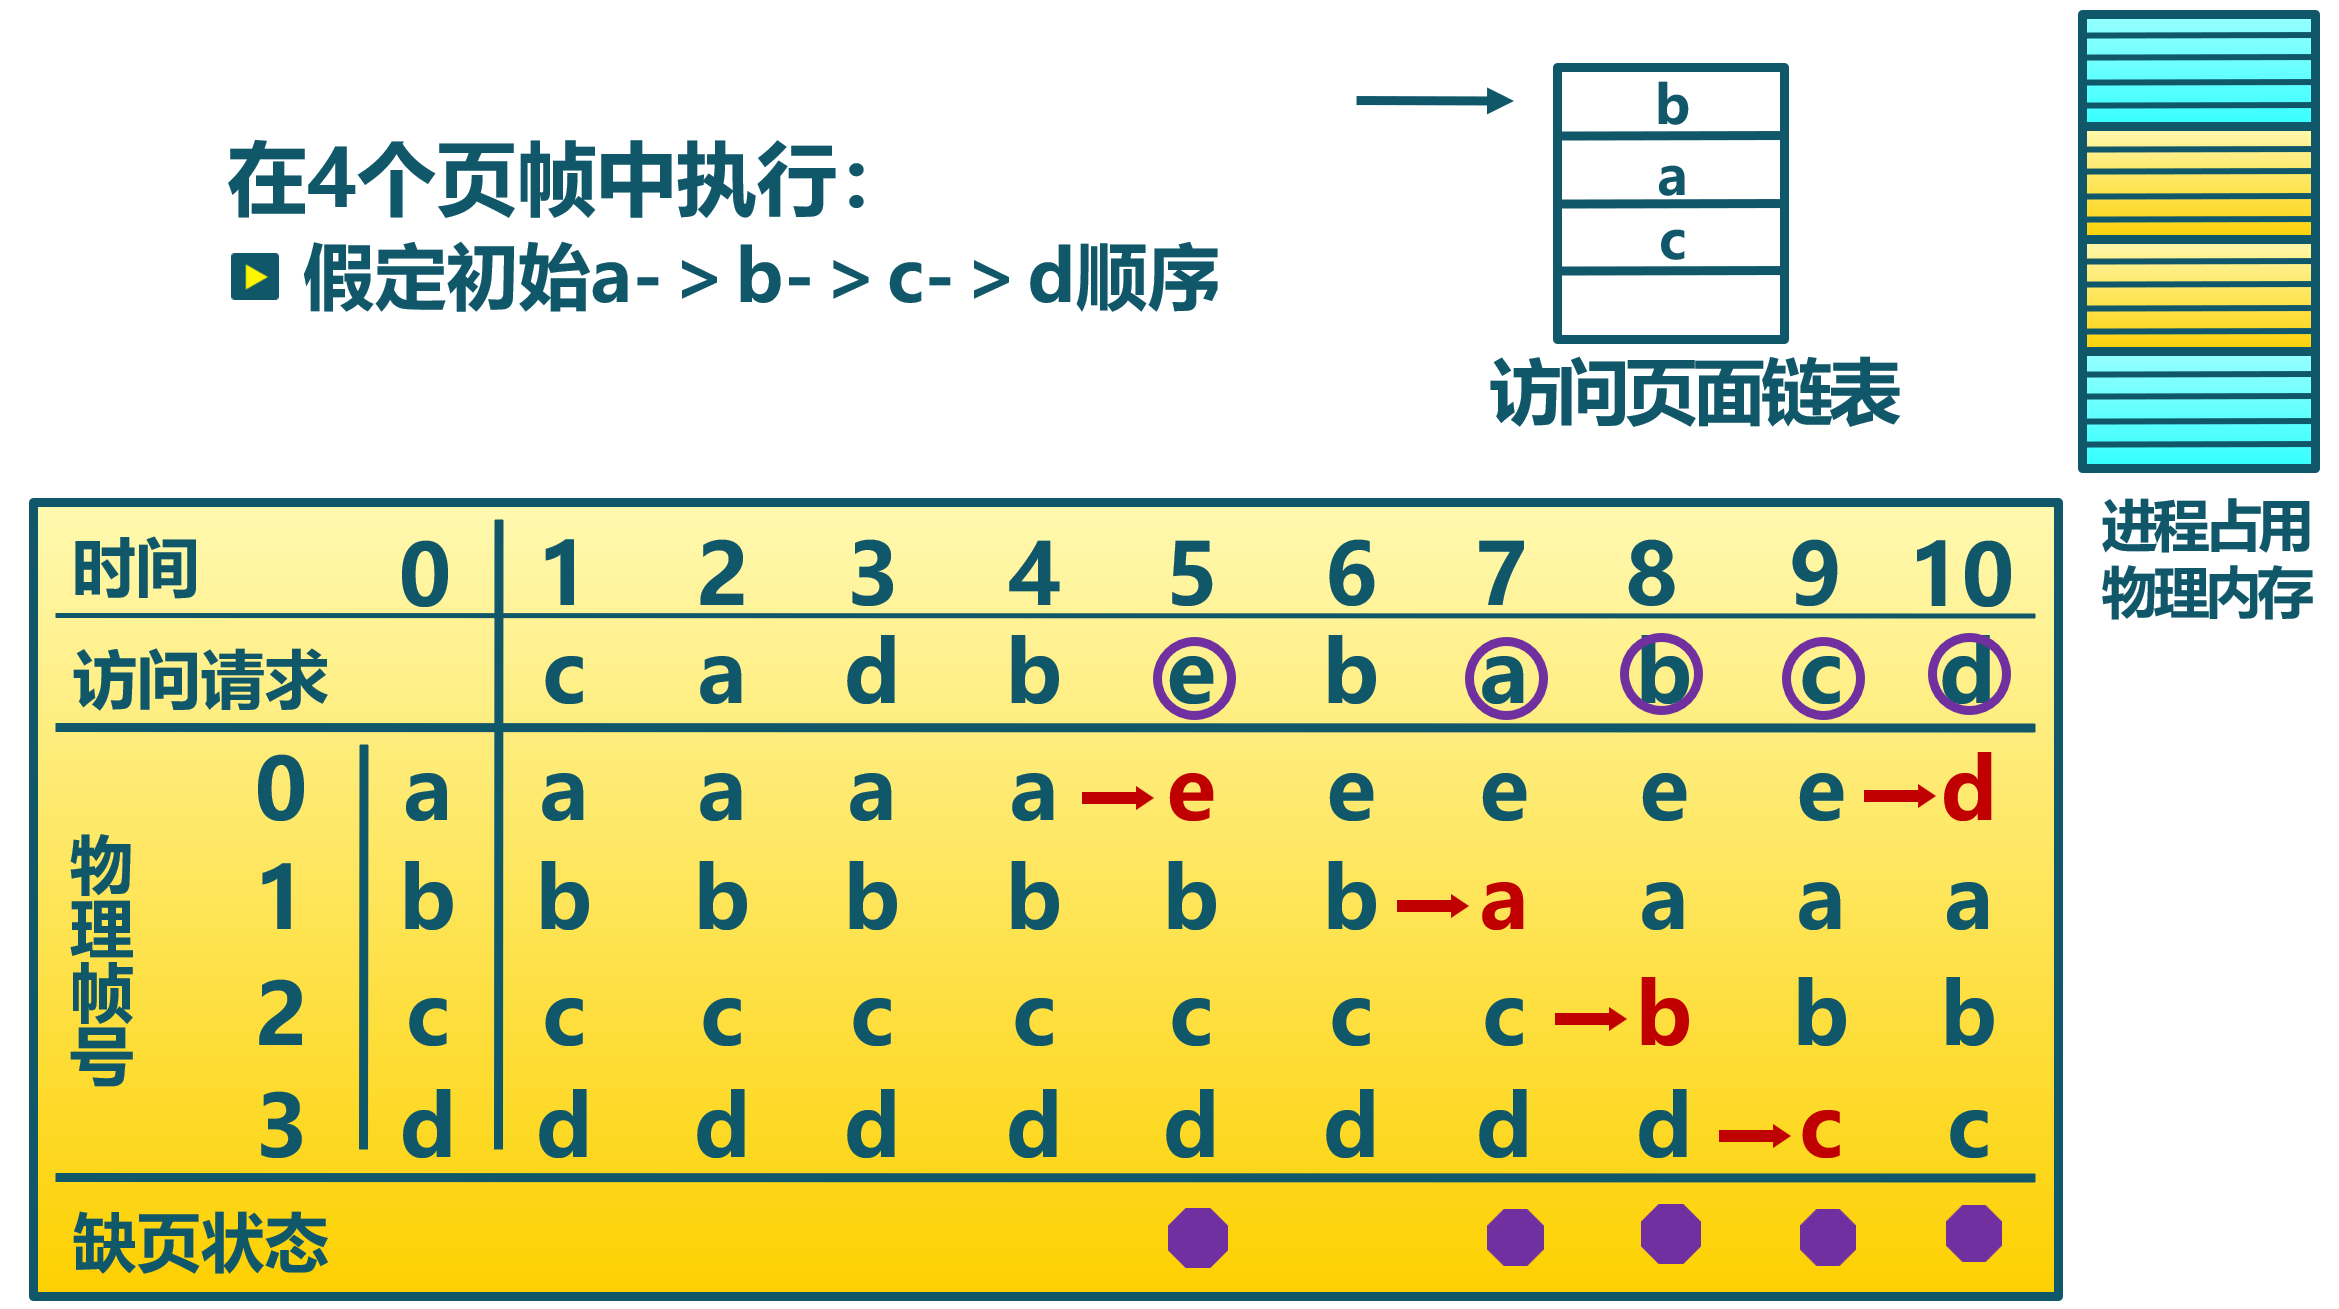 在4个页帧中执行：
假定初始a->b->c->d顺序
b
a
c
访问页面链表
进程占用
物理内存
时间 0 1 2 3 4 5 6 7 8 9 10
访问请求 c a d b e b a b c d
物理帧号
0 a a a a a e e e e e d
1 b b b b b b b a a a a
2 c c c c c c c c b b b
3 d d d d d d d d d c c
缺页状态